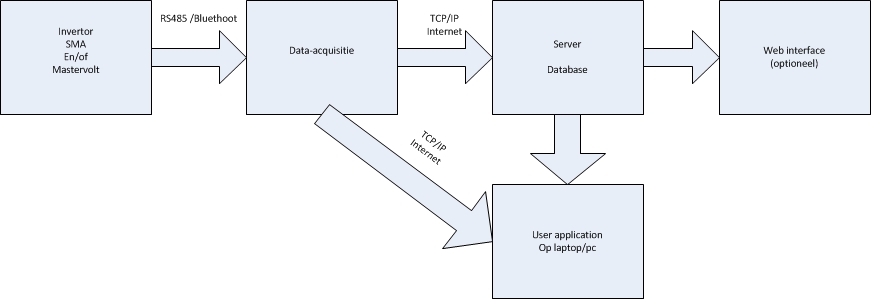 Invertor
SMA
En/of
Mastervolt
RS485 /Bluethoot
Data-acquisitie
TCP/IP
Internet
Server
Database
Web interface
(optioneel)
TCP/IP
Internet
User application
Op laptop/pc